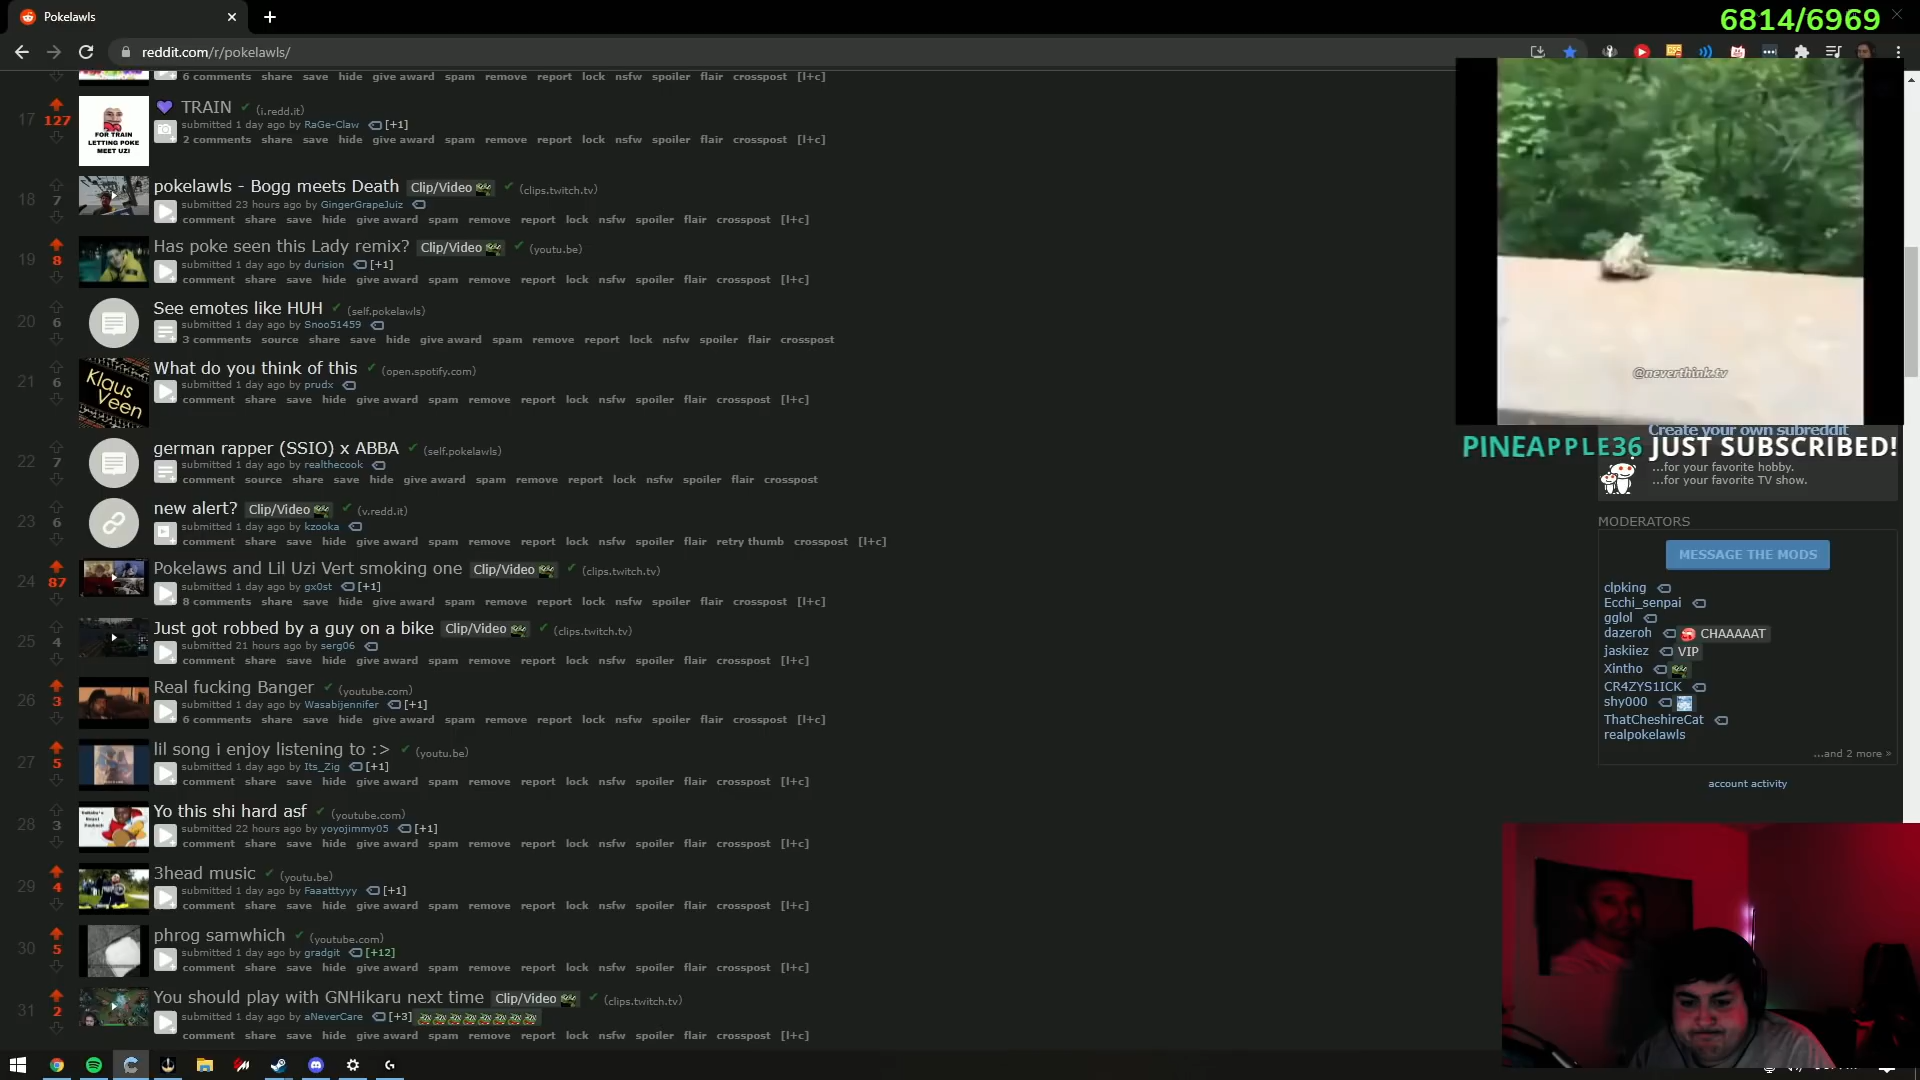 Pokelawls
6814/6969
reddit.com/r/pokelawls/
6 comments share save hide give award spam remove report lock nsfw spoiler flair crosspost [l+c]
17 127 TRAIN (i.redd.it)
FOR TRAIN
LETTING POKE
MEET UZI
submitted 1 day ago by RaGe-Claw [+1]
2 comments share save hide give award spam remove report lock nsfw spoiler flair crosspost [l+c]
18 7 pokelawls - Bogg meets Death Clip/Video (clips.twitch.tv)
submitted 23 hours ago by GingerGrapeJuiz
comment share save hide give award spam remove report lock nsfw spoiler flair crosspost [l+c]
19 8 Has poke seen this Lady remix? Clip/Video (youtu.be)
submitted 1 day ago by durision [+1]
comment share save hide give award spam remove report lock nsfw spoiler flair crosspost [l+c]
20 6 See emotes like HUH (self.pokelawls)
submitted 1 day ago by Snoo51459
3 comments source share save hide give award spam remove report lock nsfw spoiler flair crosspost
21 6 What do you think of this (open.spotify.com)
Klaus
Veen
submitted 1 day ago by prudx
comment share save hide give award spam remove report lock nsfw spoiler flair crosspost [l+c]
22 7 german rapper (SSIO) x ABBA (self.pokelawls)
submitted 1 day ago by realthecook
comment source share save hide give award spam remove report lock nsfw spoiler flair crosspost
23 6 new alert? Clip/Video (v.redd.it)
submitted 1 day ago by kzooka
comment share save hide give award spam remove report lock nsfw spoiler flair retry thumb crosspost [l+c]
24 87 Pokelaws and Lil Uzi Vert smoking one Clip/Video (clips.twitch.tv)
submitted 1 day ago by gx0st [+1]
8 comments share save hide give award spam remove report lock nsfw spoiler flair crosspost [l+c]
25 4 Just got robbed by a guy on a bike Clip/Video (clips.twitch.tv)
submitted 21 hours ago by serg06
comment share save hide give award spam remove report lock nsfw spoiler flair crosspost [l+c]
26 3 Real fucking Banger (youtube.com)
submitted 1 day ago by Wasabijennifer [+1]
6 comments share save hide give award spam remove report lock nsfw spoiler flair crosspost [l+c]
27 5 lil song i enjoy listening to :> (youtu.be)
submitted 1 day ago by Its_Zig [+1]
comment share save hide give award spam remove report lock nsfw spoiler flair crosspost [l+c]
28 3 Yo this shi hard asf (youtube.com)
submitted 22 hours ago by yoyojimmy05 [+1]
comment share save hide give award spam remove report lock nsfw spoiler flair crosspost [l+c]
29 4 3head music (youtu.be)
submitted 1 day ago by Faaatttyyy [+1]
comment share save hide give award spam remove report lock nsfw spoiler flair crosspost [l+c]
30 5 phrog samwhich (youtube.com)
submitted 1 day ago by gradgit [+12]
comment share save hide give award spam remove report lock nsfw spoiler flair crosspost [l+c]
31 2 You should play with GNHikaru next time Clip/Video (clips.twitch.tv)
submitted 1 day ago by aNeverCare [+3]
comment share save hide give award spam remove report lock nsfw spoiler flair crosspost [l+c]
@neverthink.tv
Create your own subreddit
PINEAPPLE36 JUST SUBSCRIBED!
...for your favorite hobby.
...for your favorite TV show.
MODERATORS
MESSAGE THE MODS
clpking
Ecchi_senpai
gglol
dazeroh CHAAAAAT
jaskiiez VIP
Xintho
CR4ZYS1ICK
shy000
ThatCheshireCat
realpokelawls
...and 2 more »
account activity